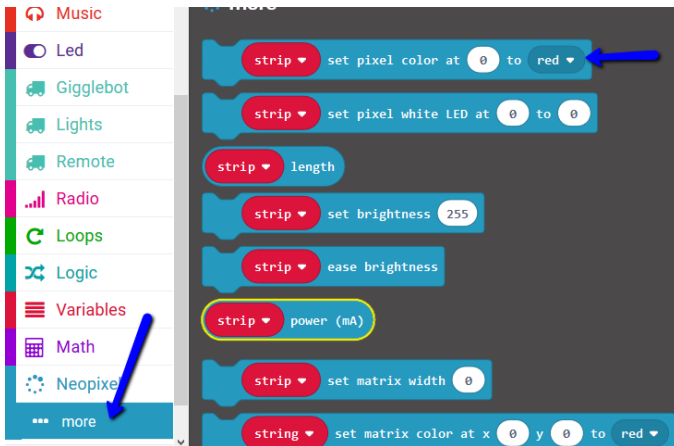 Music
Led
Gigglebot
Lights
Remote
Radio
Loops
Logic
Variables
Math
Neopixel
more
more
strip set pixel color at 0 to red
strip set pixel white LED at 0 to 0
strip length
strip set brightness 255
strip ease brightness
strip power (mA)
strip set matrix width 0
string set matrix color at x 0 y 0 to red